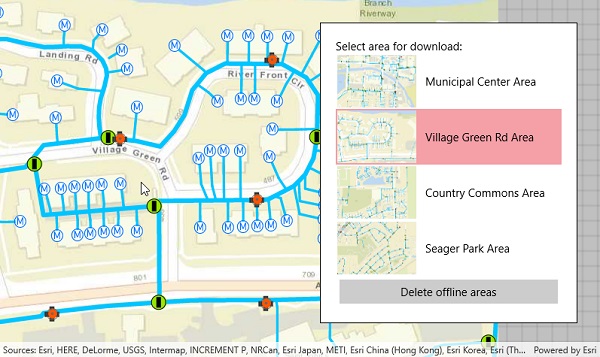 Branch
Riverway
Landing Rd
River Front Clr
Village Green Rd
487
801
709
Select area for download:
Municipal Center Area
Village Green Rd Area
Country Commons Area
Seager Park Area
Delete offline areas
Sources: Esri, HERE, DeLorme, USGS, Intermap, INCREMENT P, NRCan, Esri Japan, METI, Esri China (Hong Kong), Esri Korea, Esri (Th...
Powered by Esri